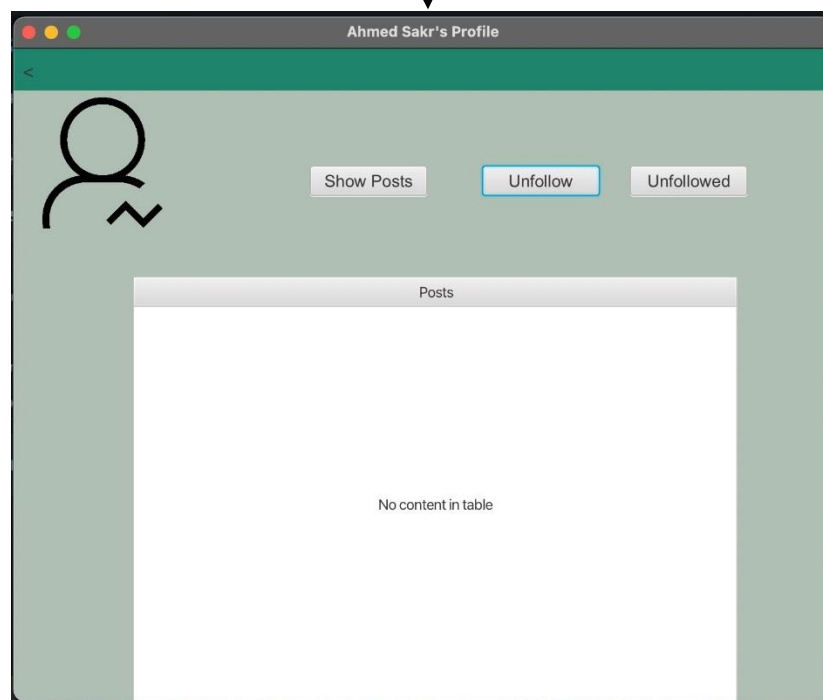 Ahmed Sakr's Profile
<
Show Posts Unfollow Unfollowed
Posts
No content in table